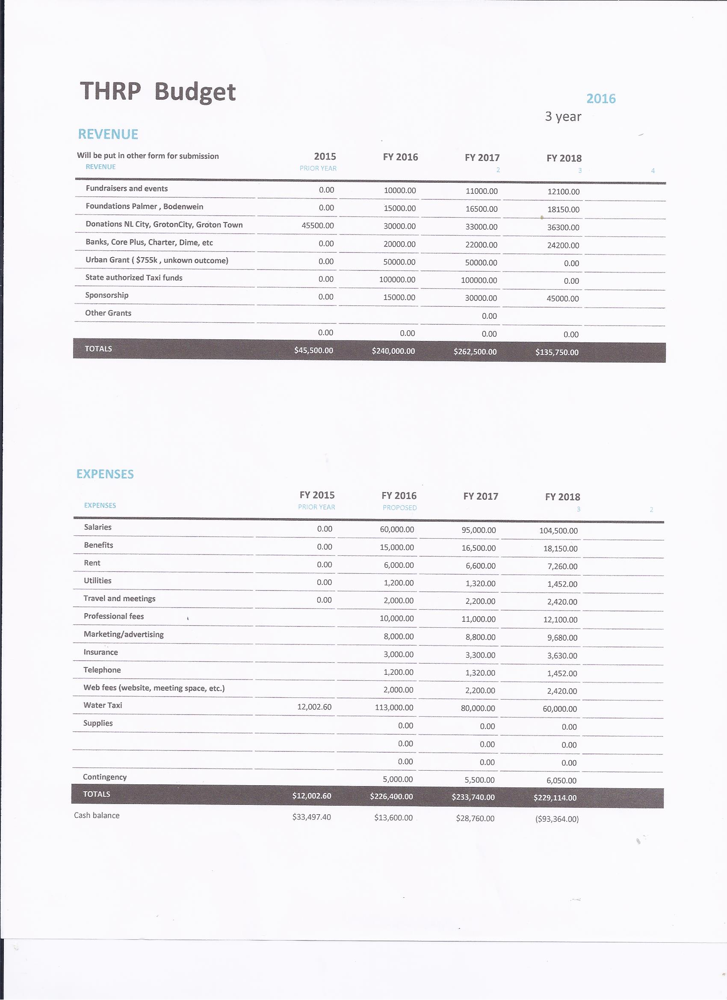 THRP Budget
2016
3 year
REVENUE
Will be put in other form for submission 2015 FY 2016 FY 2017 FY 2018
REVENUE PRIOR YEAR 2 3 4
Fundraisers and events 0.00 10000.00 11000.00 12100.00
Foundations Palmer , Bodenwein 0.00 15000.00 16500.00 18150.00
Donations NL City, GrotonCity, Groton Town 45500.00 30000.00 33000.00 36300.00
Banks, Core Plus, Charter, Dime, etc 0.00 20000.00 22000.00 24200.00
Urban Grant ( $755k , unkown outcome) 0.00 50000.00 50000.00 0.00
State authorized Taxi funds 0.00 100000.00 100000.00 0.00
Sponsorship 0.00 15000.00 30000.00 45000.00
Other Grants 0.00
0.00 0.00 0.00 0.00
TOTALS $45,500.00 $240,000.00 $262,500.00 $135,750.00
EXPENSES
FY 2015 FY 2016 FY 2017 FY 2018
EXPENSES PRIOR YEAR PROPOSED 3 2
Salaries 0.00 60,000.00 95,000.00 104,500.00
Benefits 0.00 15,000.00 16,500.00 18,150.00
Rent 0.00 6,000.00 6,600.00 7,260.00
Utilities 0.00 1,200.00 1,320.00 1,452.00
Travel and meetings 0.00 2,000.00 2,200.00 2,420.00
Professional fees 10,000.00 11,000.00 12,100.00
Marketing/advertising 8,000.00 8,800.00 9,680.00
Insurance 3,000.00 3,300.00 3,630.00
Telephone 1,200.00 1,320.00 1,452.00
Web fees (website, meeting space, etc.) 2,000.00 2,200.00 2,420.00
Water Taxi 12,002.60 113,000.00 80,000.00 60,000.00
Supplies 0.00 0.00 0.00
0.00 0.00 0.00
0.00 0.00 0.00
Contingency 5,000.00 5,500.00 6,050.00
TOTALS $12,002.60 $226,400.00 $233,740.00 $229,114.00
Cash balance $33,497.40 $13,600.00 $28,760.00 ($93,364.00)